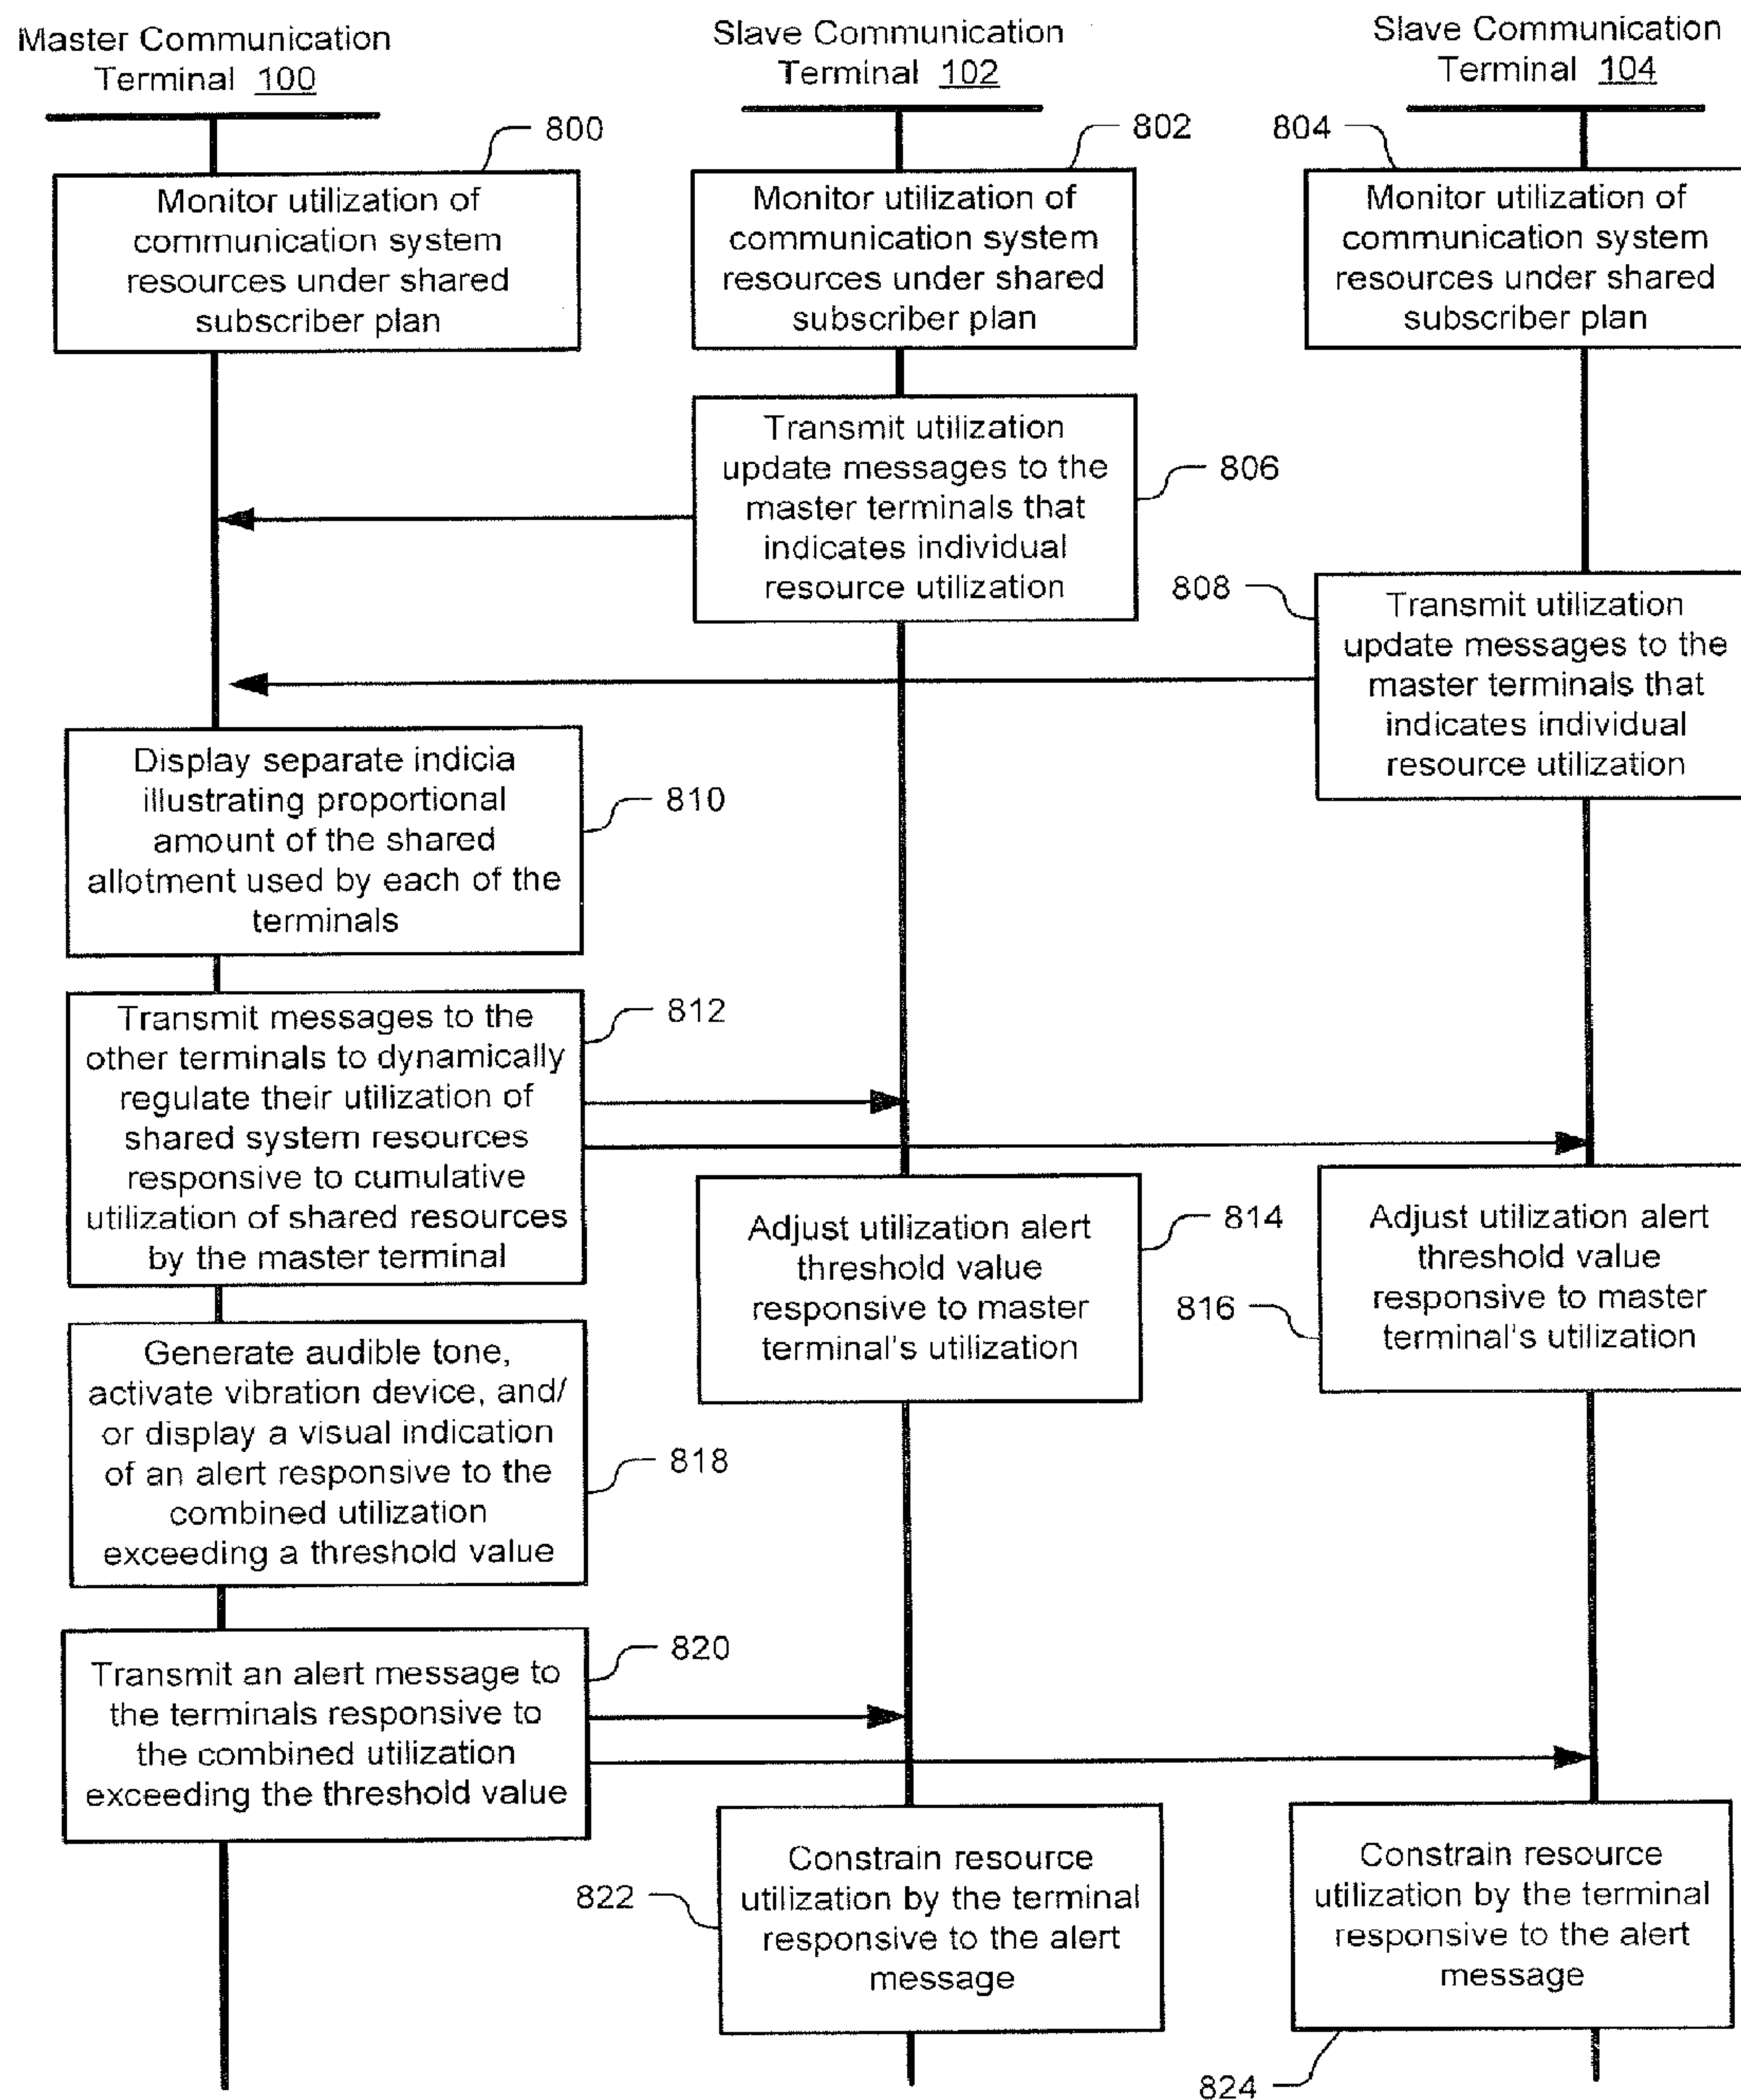 Master Communication
Terminal 100
Slave Communication
Terminal 102
Slave Communication
Terminal 104
800
802
804
Monitor utilization of
communication system
resources under shared
subscriber plan
Monitor utilization of
communication system
resources under shared
subscriber plan
Monitor utilization of
communication system
resources under shared
subscriber plan
Transmit utilization
update messages to the
master terminals that
indicates individual
resource utilization
806
808
Transmit utilization
update messages to the
master terminals that
indicates individual
resource utilization
Display separate indicia
illustrating proportional
amount of the shared
allotment used by each of the
terminals
810
Transmit messages to the
other terminals to dynamically
regulate their utilization of
shared system resources
responsive to cumulative
utilization of shared resources
by the master terminal
812
Adjust utilization alert
threshold value
responsive to master
terminal's utilization
814
816
Adjust utilization alert
threshold value
responsive to master
terminal's utilization
Generate audible tone,
activate vibration device, and/
or display a visual indication
of an alert responsive to the
combined utilization
exceeding a threshold value
818
Transmit an alert message to
the terminals responsive to
the combined utilization
exceeding the threshold value
820
822
Constrain resource
utilization by the terminal
responsive to the alert
message
Constrain resource
utilization by the terminal
responsive to the alert
message
824